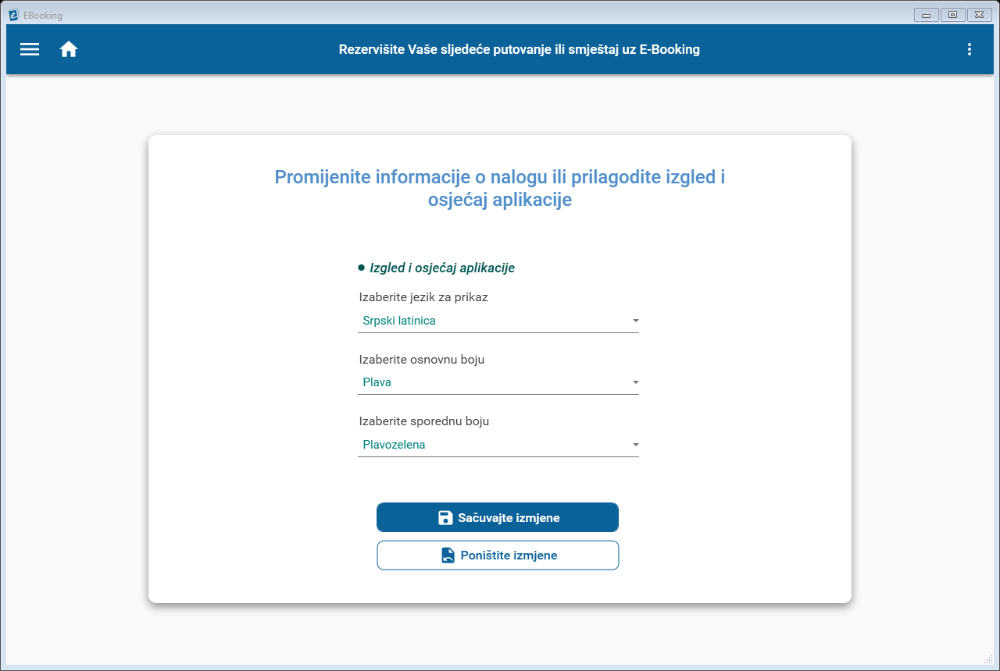 EBooking
Rezervišite Vaše sljedeće putovanje ili smještaj uz E-Booking
Promijenite informacije o nalogu ili prilagodite izgled i
osjećaj aplikacije
Izgled i osjećaj aplikacije
Izaberite jezik za prikaz
Srpski latinica
Izaberite osnovnu boju
Plava
Izaberite sporednu boju
Plavozelena
Sačuvajte izmjene
Poništite izmjene